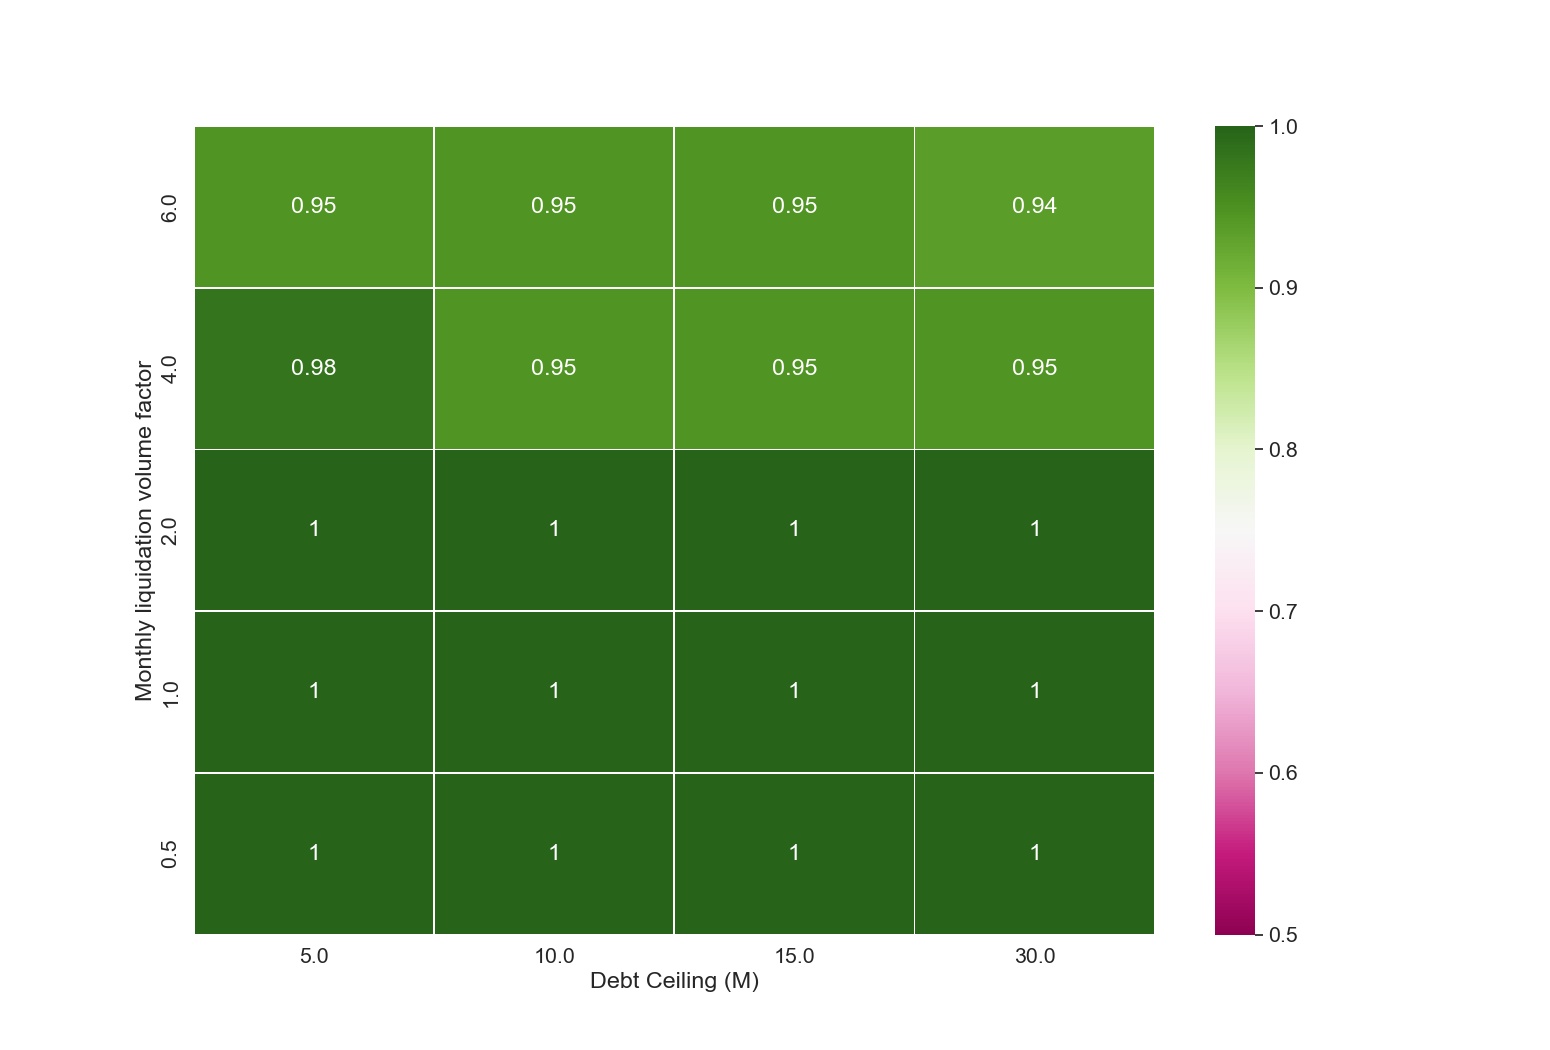 6.0 0.95 0.95 0.95 0.94
4.0 0.98 0.95 0.95 0.95
2.0 1 1 1 1
1.0 1 1 1 1
0.5 1 1 1 1
Monthly liquidation volume factor
5.0 10.0 15.0 30.0
Debt Ceiling (M)
1.0
0.9
0.8
0.7
0.6
0.5